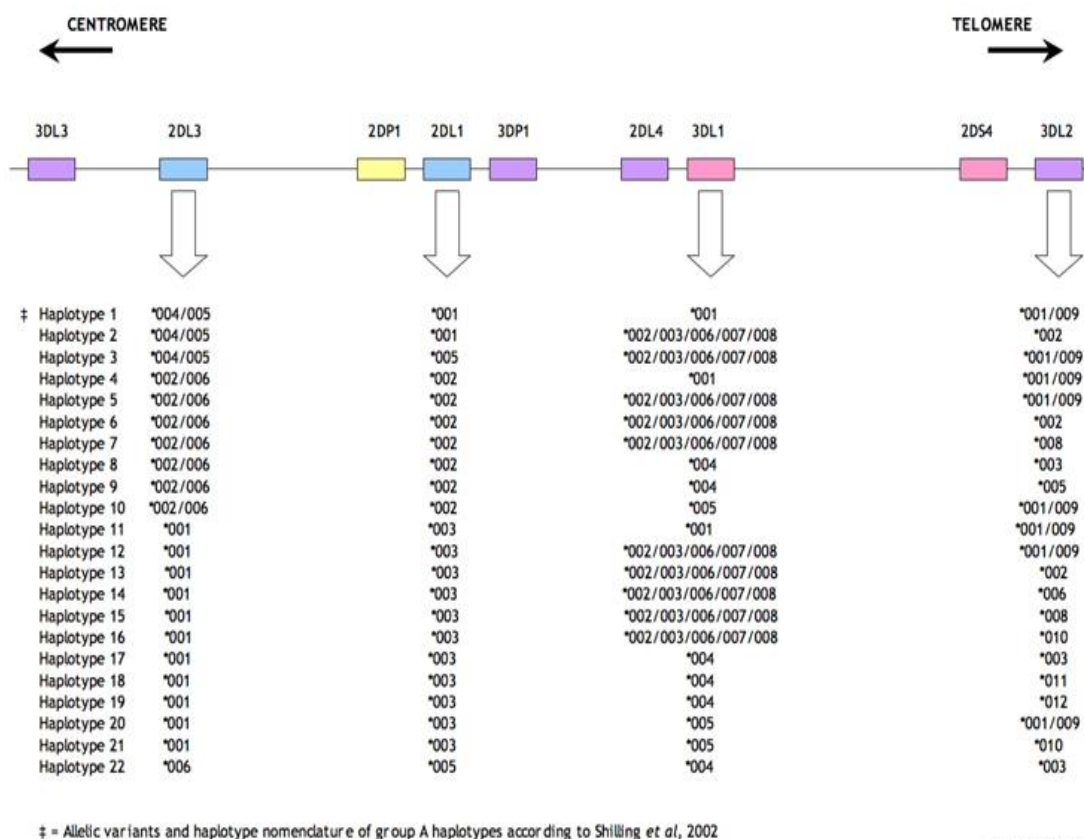 CENTROMERE TELOMERE
3DL3 2DL3 2DP1 2DL1 3DP1 2DL4 3DL1 2DS4 3DL2
‡ Haplotype 1 *004/005 *001 *001 *001/009
Haplotype 2 *004/005 *001 *002/003/006/007/008 *002
Haplotype 3 *004/005 *005 *002/003/006/007/008 *001/009
Haplotype 4 *002/006 *002 *001 *001/009
Haplotype 5 *002/006 *002 *002/003/006/007/008 *001/009
Haplotype 6 *002/006 *002 *002/003/006/007/008 *002
Haplotype 7 *002/006 *002 *002/003/006/007/008 *008
Haplotype 8 *002/006 *002 *004 *003
Haplotype 9 *002/006 *002 *004 *005
Haplotype 10 *002/006 *002 *005 *001/009
Haplotype 11 *001 *003 *001 *001/009
Haplotype 12 *001 *003 *002/003/006/007/008 *001/009
Haplotype 13 *001 *003 *002/003/006/007/008 *002
Haplotype 14 *001 *003 *002/003/006/007/008 *006
Haplotype 15 *001 *003 *002/003/006/007/008 *008
Haplotype 16 *001 *003 *002/003/006/007/008 *010
Haplotype 17 *001 *003 *004 *003
Haplotype 18 *001 *003 *004 *011
Haplotype 19 *001 *003 *004 *012
Haplotype 20 *001 *003 *005 *001/009
Haplotype 21 *001 *003 *005 *010
Haplotype 22 *006 *005 *004 *003
‡ = Allelic variants and haplotype nomenclature of group A haplotypes according to Shilling et al, 2002